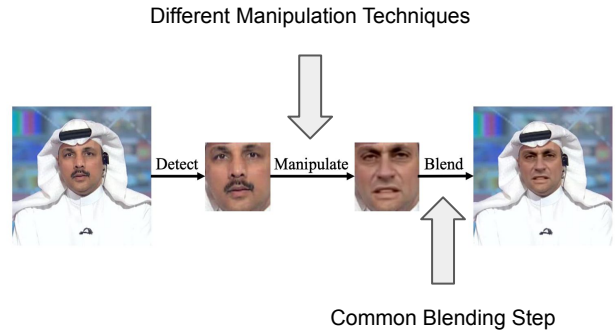 Different Manipulation Techniques
Detect
Manipulate
Blend
Common Blending Step